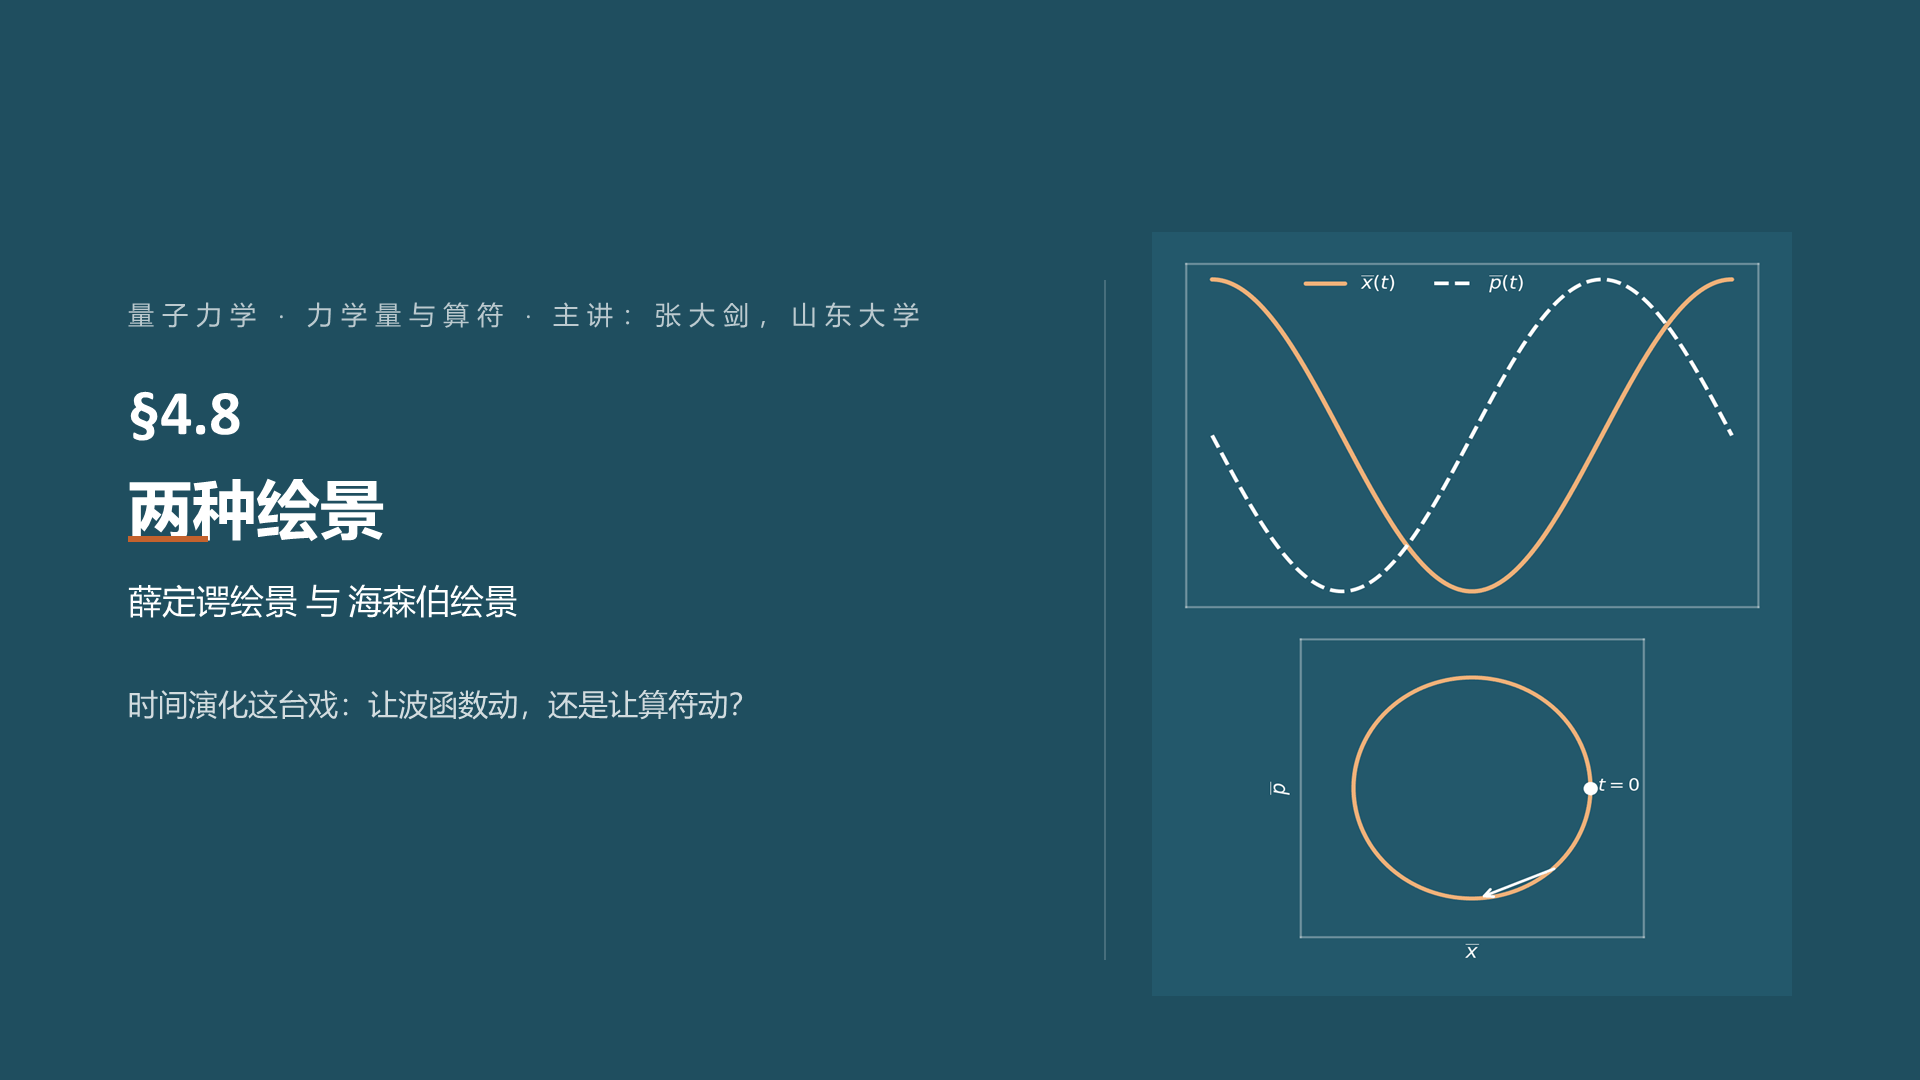 量子力学 · 力学量与算符 · 主讲：张大剑，山东大学
§4.8
两种绘景
薛定谔绘景 与 海森伯绘景
时间演化这台戏：让波函数动，还是让算符动？
x̅(t) p̅(t)
p̅
t = 0
x̅